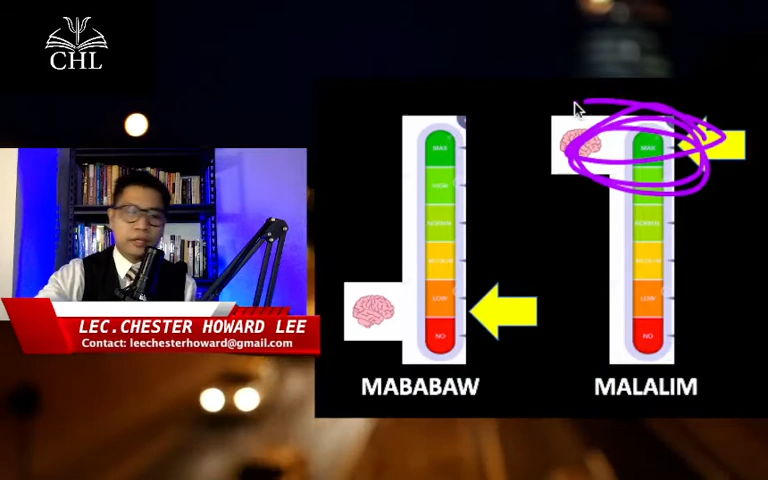 CHL
LEC.CHESTER HOWARD LEE
Contact: leechesterhoward@gmail.com
MAX
HIGH
NORMAL
MEDIUM
LOW
NO
MABABAW
MAX
HIGH
NORMAL
MEDIUM
LOW
NO
MALALIM